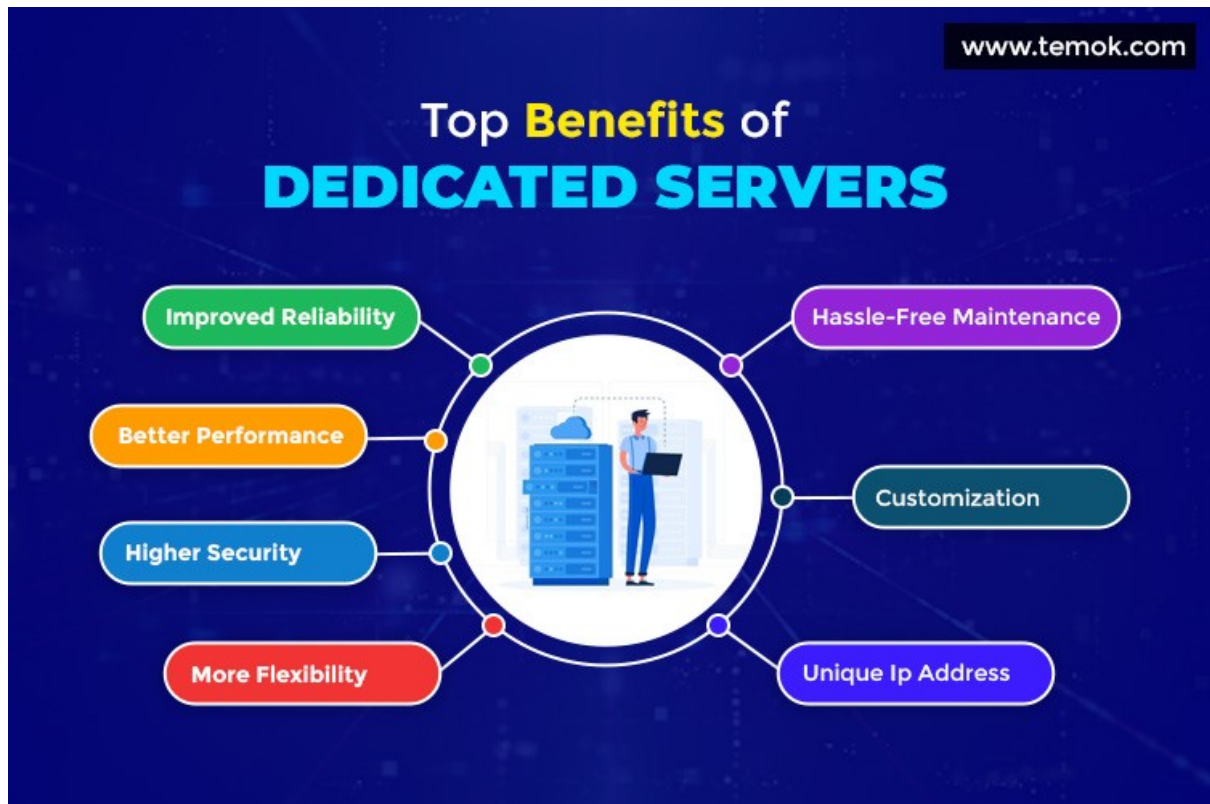 www.temok.com
Top Benefits of
DEDICATED SERVERS
Improved Reliability
Better Performance
Higher Security
More Flexibility
Hassle-Free Maintenance
Customization
Unique Ip Address